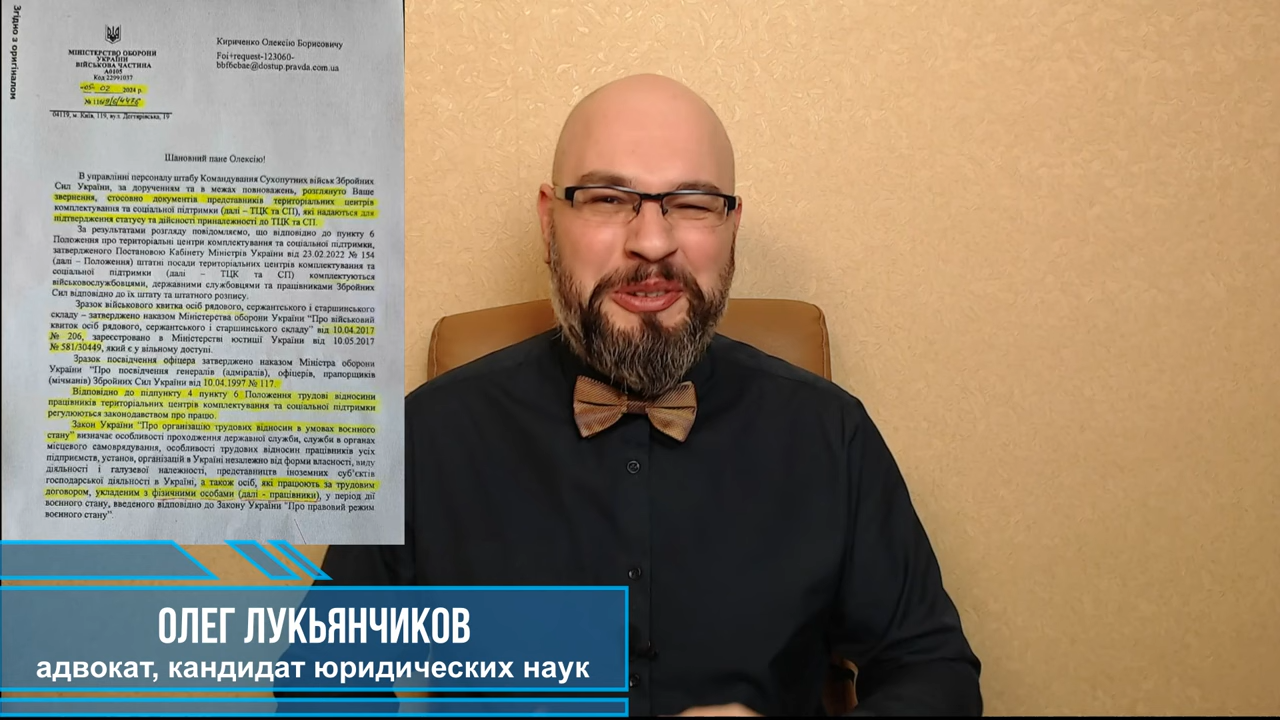 Згідно з оригіналом
МІНІСТЕРСТВО ОБОРОНИ
УКРАЇНИ
ВІЙСЬКОВА ЧАСТИНА
А0105
Код 22991037
"05" 02 2024 р.
№ 116/
04119, м. Київ, 119, вул. Дегтярівська, 19
Кириченко Олексію Борисовичу
Foi+request-123060-
bbf6cbae@dostup.pravda.com.ua
Шановний пане Олексію!
В управлінні персоналу штабу Командування Сухопутних військ Збройних
Сил України, за дорученням та в межах повноважень, розглянуто Ваше
звернення, стосовно документів представників територіальних центрів
комплектування та соціальної підтримки (далі – ТЦК та СП), які надаються для
підтвердження статусу та дійсності приналежності до ТЦК та СП.
За результатами розгляду повідомляємо, що відповідно до пункту 6
Положення про територіальні центри комплектування та соціальної підтримки,
затвердженого Постановою Кабінету Міністрів України від 23.02.2022 № 154
(далі – Положення) штатні посади територіальних центрів комплектування та
соціальної підтримки (далі – ТЦК та СП) комплектуються
військовослужбовцями, державними службовцями та працівниками Збройних
Сил відповідно до їх штату та штатного розпису.
Зразок військового квитка осіб рядового, сержантського і старшинського
складу – затверджено наказом Міністерства оборони України "Про військовий
квиток осіб рядового, сержантського і старшинського складу" від 10.04.2017
№ 206, зареєстровано в Міністерстві юстиції України від 10.05.2017
№ 581/30449, який є у вільному доступі.
Зразок посвідчення офіцера затверджено наказом Міністра оборони
України "Про посвідчення генералів (адміралів), офіцерів, прапорщиків
(мічманів) Збройних Сил України від 10.04.1997 № 117.
Відповідно до підпункту 4 пункту 6 Положення трудові відносини
працівників територіальних центрів комплектування та соціальної підтримки
регулюються законодавством про працю.
Закон України "Про організацію трудових відносин в умовах воєнного
стану" визначає особливості проходження державної служби, служби в органах
місцевого самоврядування, особливості трудових відносин працівників усіх
підприємств, установ, організацій в Україні незалежно від форми власності, виду
діяльності і галузевої належності, представництв іноземних суб'єктів
господарської діяльності в Україні, а також осіб, які працюють за трудовим
договором, укладеним з фізичними особами (далі - працівники), у період дії
воєнного стану, введеного відповідно до Закону України "Про правовий режим
воєнного стану".
ОЛЕГ ЛУКЬЯНЧИКОВ
адвокат, кандидат юридических наук